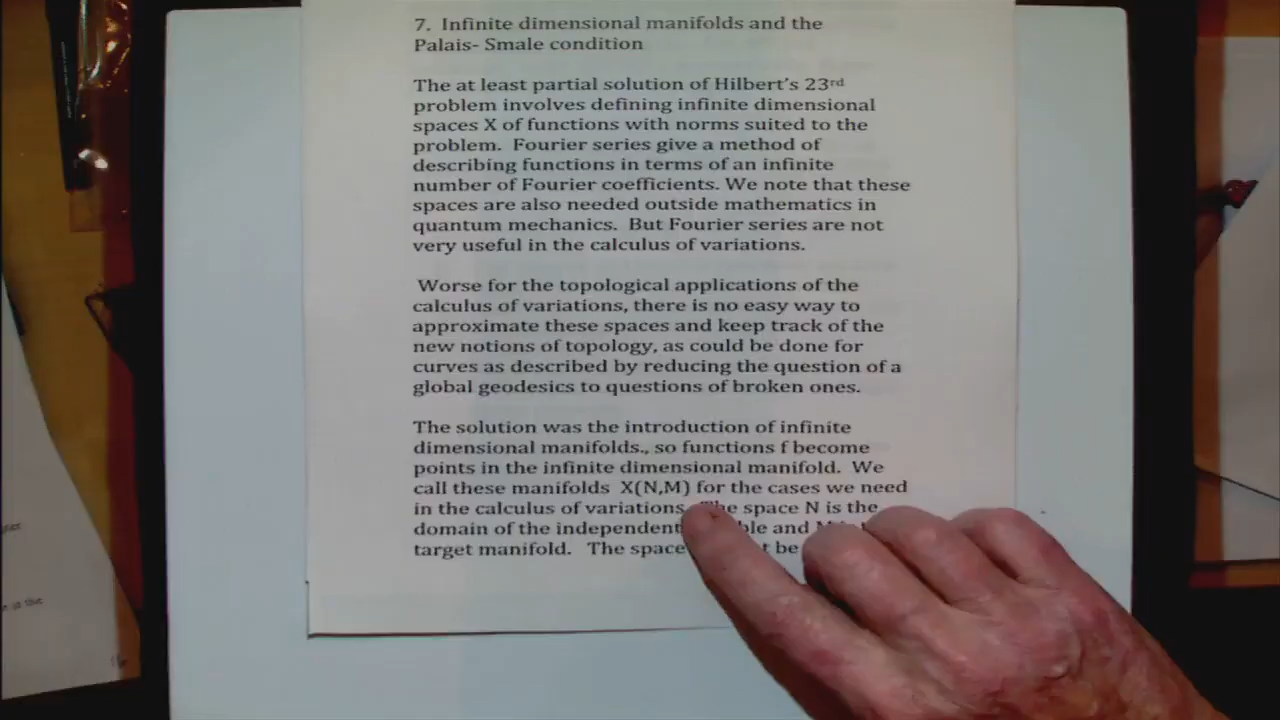 7. Infinite dimensional manifolds and the
Palais- Smale condition
The at least partial solution of Hilbert's 23rd
problem involves defining infinite dimensional
spaces X of functions with norms suited to the
problem. Fourier series give a method of
describing functions in terms of an infinite
number of Fourier coefficients. We note that these
spaces are also needed outside mathematics in
quantum mechanics. But Fourier series are not
very useful in the calculus of variations.
Worse for the topological applications of the
calculus of variations, there is no easy way to
approximate these spaces and keep track of the
new notions of topology, as could be done for
curves as described by reducing the question of a
global geodesics to questions of broken ones.
The solution was the introduction of infinite
dimensional manifolds., so functions f become
points in the infinite dimensional manifold. We
call these manifolds X(N,M) for the cases we need
in the calculus of variations. The space N is the
domain of the independent and
target manifold. The space be